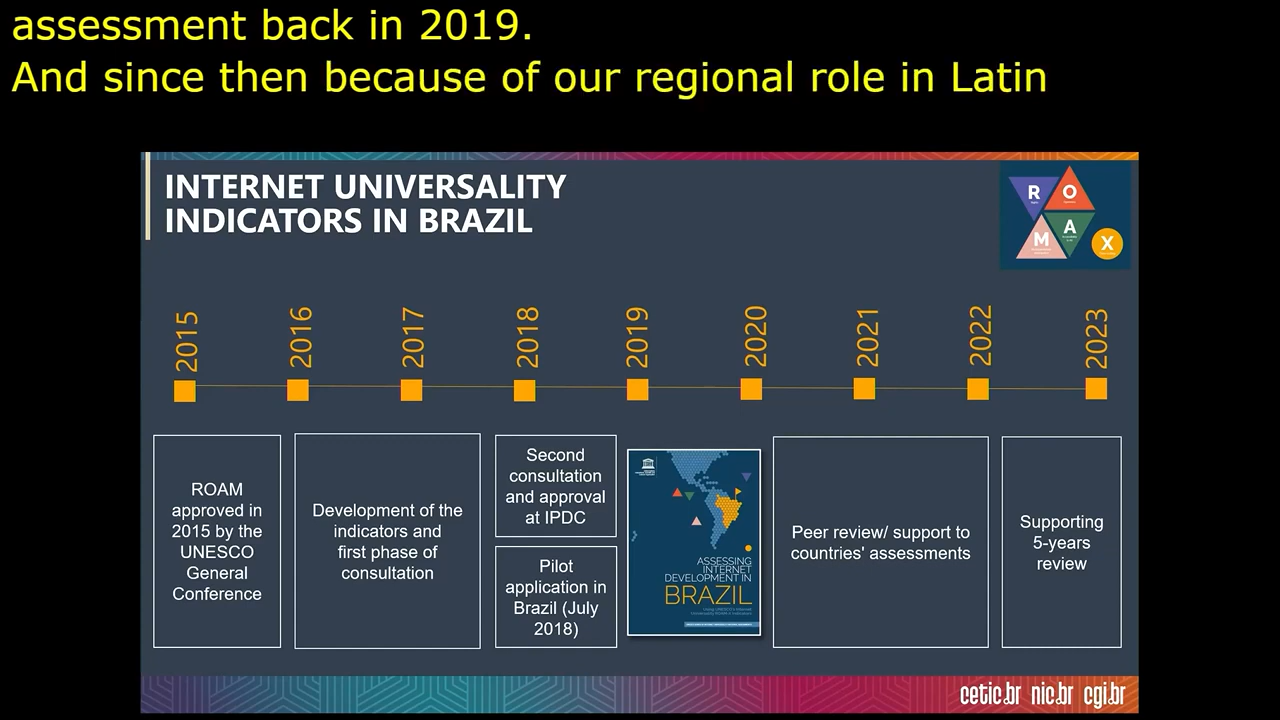 assessment back in 2019.
And since then because of our regional role in Latin
INTERNET UNIVERSALITY
INDICATORS IN BRAZIL
R
O
M
A
X
2015
2016
2017
2018
2019
2020
2021
2022
2023
ROAM
approved in
2015 by the
UNESCO
General
Conference
Development of the
indicators and
first phase of
consultation
Second
consultation
and approval
at IPDC
Pilot
application in
Brazil (July
2018)
ASSESSING
INTERNET
DEVELOPMENT IN
BRAZIL
Peer review/ support to
countries' assessments
Supporting
5-years
review
cetic.br nic.br cgi.br